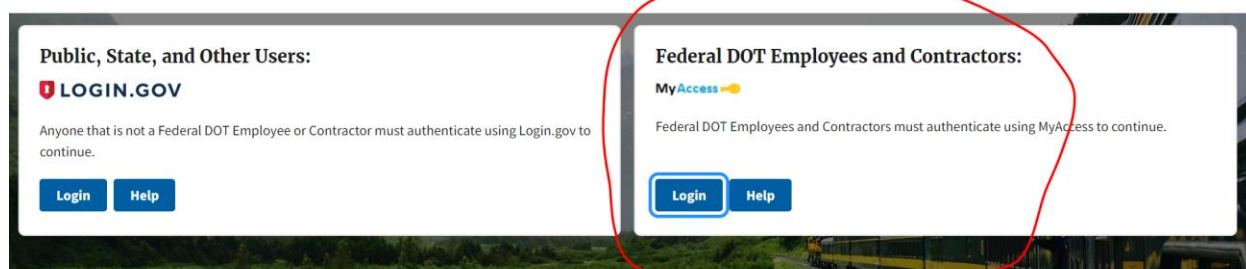 Public, State, and Other Users:
LOGIN.GOV
Anyone that is not a Federal DOT Employee or Contractor must authenticate using Login.gov to
continue.
Login Help
Federal DOT Employees and Contractors:
MyAccess
Federal DOT Employees and Contractors must authenticate using MyAccess to continue.
Login Help